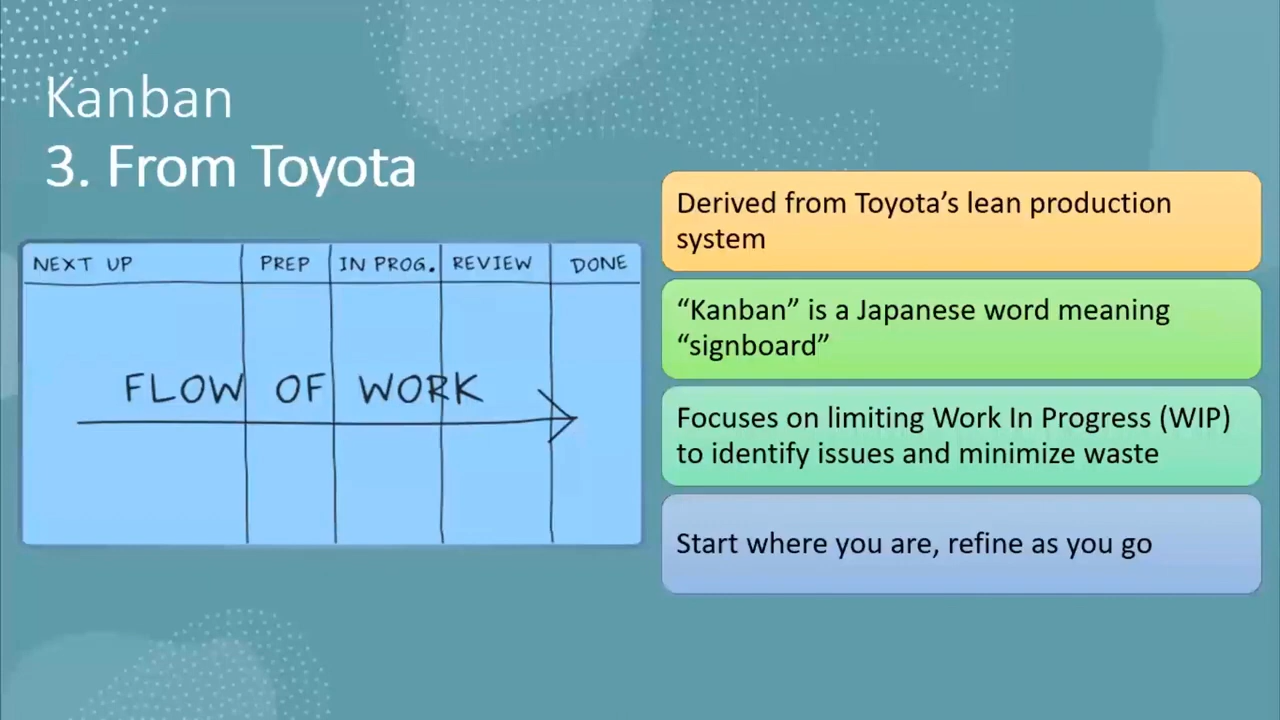 Kanban
3. From Toyota
NEXT UP PREP IN PROG. REVIEW DONE
FLOW OF WORK
Derived from Toyota’s lean production
system
“Kanban” is a Japanese word meaning
“signboard”
Focuses on limiting Work In Progress (WIP)
to identify issues and minimize waste
Start where you are, refine as you go